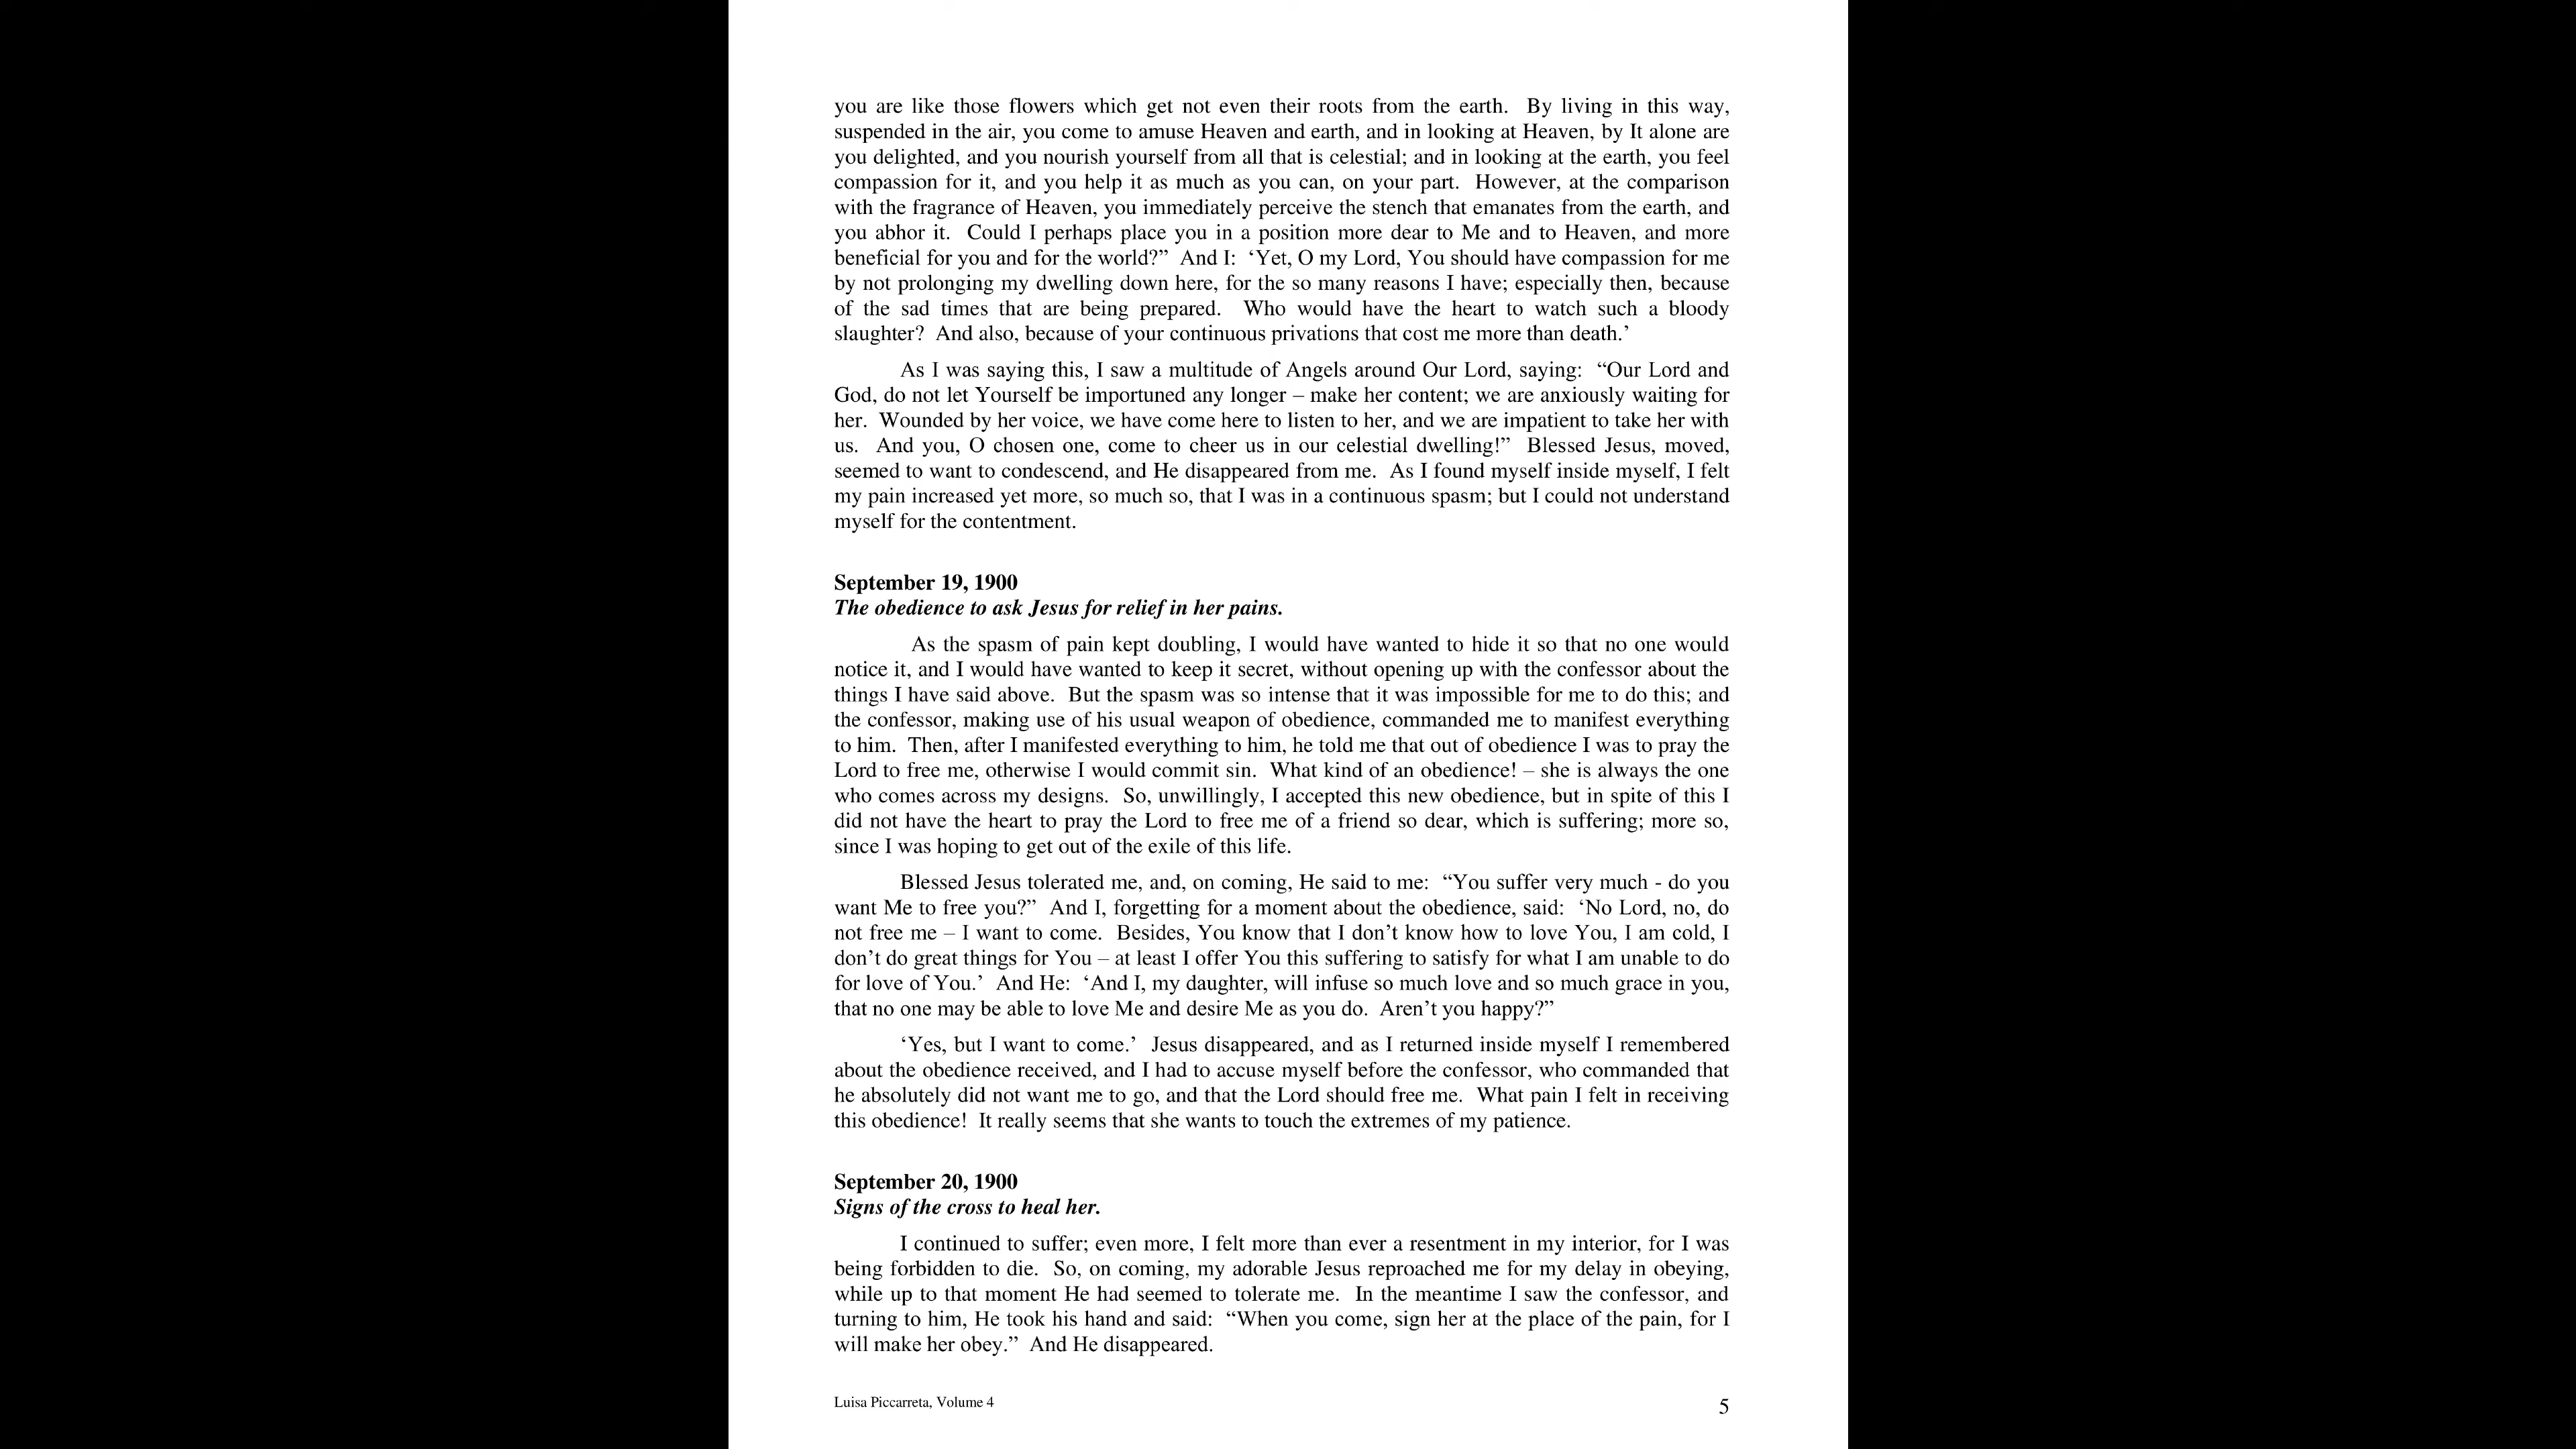 you are like those flowers which get not even their roots from the earth.  By living in this way,
suspended in the air, you come to amuse Heaven and earth, and in looking at Heaven, by It alone are
you delighted, and you nourish yourself from all that is celestial; and in looking at the earth, you feel
compassion for it, and you help it as much as you can, on your part.  However, at the comparison
with the fragrance of Heaven, you immediately perceive the stench that emanates from the earth, and
you abhor it.  Could I perhaps place you in a position more dear to Me and to Heaven, and more
beneficial for you and for the world?”  And I:  ‘Yet, O my Lord, You should have compassion for me
by not prolonging my dwelling down here, for the so many reasons I have; especially then, because
of the sad times that are being prepared.  Who would have the heart to watch such a bloody
slaughter?  And also, because of your continuous privations that cost me more than death.’
As I was saying this, I saw a multitude of Angels around Our Lord, saying:  “Our Lord and
God, do not let Yourself be importuned any longer – make her content; we are anxiously waiting for
her.  Wounded by her voice, we have come here to listen to her, and we are impatient to take her with
us.  And you, O chosen one, come to cheer us in our celestial dwelling!”  Blessed Jesus, moved,
seemed to want to condescend, and He disappeared from me.  As I found myself inside myself, I felt
my pain increased yet more, so much so, that I was in a continuous spasm; but I could not understand
myself for the contentment.
September 19, 1900
The obedience to ask Jesus for relief in her pains.
As the spasm of pain kept doubling, I would have wanted to hide it so that no one would
notice it, and I would have wanted to keep it secret, without opening up with the confessor about the
things I have said above.  But the spasm was so intense that it was impossible for me to do this; and
the confessor, making use of his usual weapon of obedience, commanded me to manifest everything
to him.  Then, after I manifested everything to him, he told me that out of obedience I was to pray the
Lord to free me, otherwise I would commit sin.  What kind of an obedience! – she is always the one
who comes across my designs.  So, unwillingly, I accepted this new obedience, but in spite of this I
did not have the heart to pray the Lord to free me of a friend so dear, which is suffering; more so,
since I was hoping to get out of the exile of this life.
Blessed Jesus tolerated me, and, on coming, He said to me:  “You suffer very much - do you
want Me to free you?”  And I, forgetting for a moment about the obedience, said:  ‘No Lord, no, do
not free me – I want to come.  Besides, You know that I don’t know how to love You, I am cold, I
don’t do great things for You – at least I offer You this suffering to satisfy for what I am unable to do
for love of You.’  And He:  ‘And I, my daughter, will infuse so much love and so much grace in you,
that no one may be able to love Me and desire Me as you do.  Aren’t you happy?”
‘Yes, but I want to come.’  Jesus disappeared, and as I returned inside myself I remembered
about the obedience received, and I had to accuse myself before the confessor, who commanded that
he absolutely did not want me to go, and that the Lord should free me.  What pain I felt in receiving
this obedience!  It really seems that she wants to touch the extremes of my patience.
September 20, 1900
Signs of the cross to heal her.
I continued to suffer; even more, I felt more than ever a resentment in my interior, for I was
being forbidden to die.  So, on coming, my adorable Jesus reproached me for my delay in obeying,
while up to that moment He had seemed to tolerate me.  In the meantime I saw the confessor, and
turning to him, He took his hand and said:  “When you come, sign her at the place of the pain, for I
will make her obey.”  And He disappeared.
Luisa Piccarreta, Volume 4
5